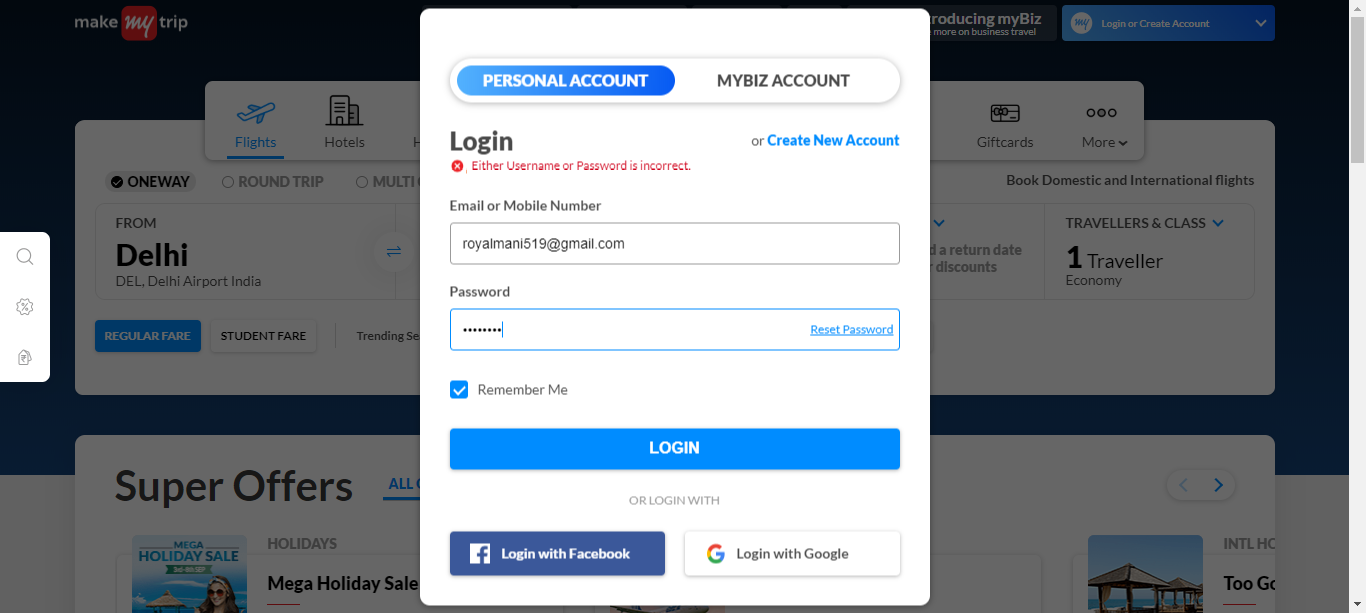 make my trip
troducing myBiz
more on business travel
my
Login or Create Account
PERSONAL ACCOUNT
MYBIZ ACCOUNT
Flights
Hotels
H
Giftcards
More
Login
or Create New Account
Either Username or Password is incorrect.
ONEWAY
ROUND TRIP
MULTI
Book Domestic and International flights
Email or Mobile Number
royalmani519@gmail.com
FROM
Delhi
DEL, Delhi Airport India
d a return date
r discounts
TRAVELLERS & CLASS
1 Traveller
Economy
Password
••••••••
Reset Password
REGULAR FARE
STUDENT FARE
Trending Se
Remember Me
LOGIN
OR LOGIN WITH
Login with Facebook
Login with Google
Super Offers
ALL
MEGA
HOLIDAY SALE
3rd-8th SEP
HOLIDAYS
Mega Holiday Sale
INTL HO
Too Go